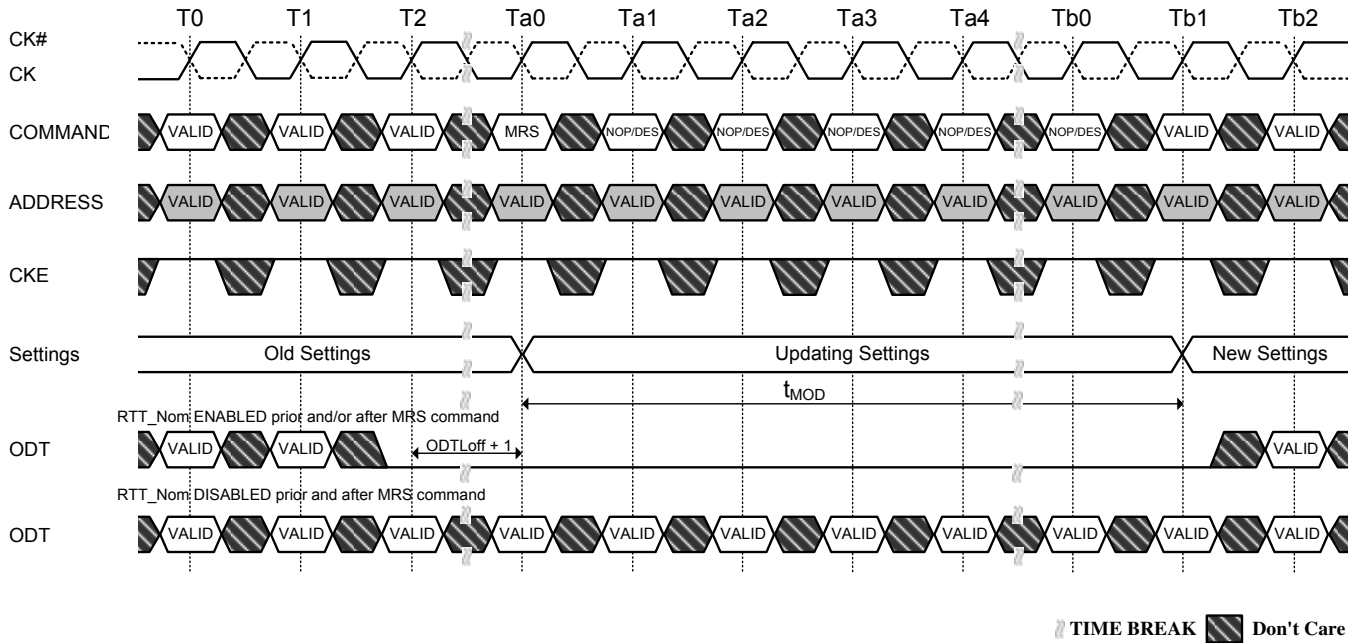 T0 T1 T2 Ta0 Ta1 Ta2 Ta3 Ta4 Tb0 Tb1 Tb2
CK#
CK
COMMAND VALID VALID VALID MRS NOP/DES NOP/DES NOP/DES NOP/DES NOP/DES VALID VALID
ADDRESS VALID VALID VALID VALID VALID VALID VALID VALID VALID VALID VALID
CKE
Settings Old Settings Updating Settings New Settings
tMOD
RTT_Nom ENABLED prior and/or after MRS command
ODT VALID VALID ODTLoff + 1 VALID
RTT_Nom DISABLED prior and after MRS command
ODT VALID VALID VALID VALID VALID VALID VALID VALID VALID VALID VALID
TIME BREAK Don't Care